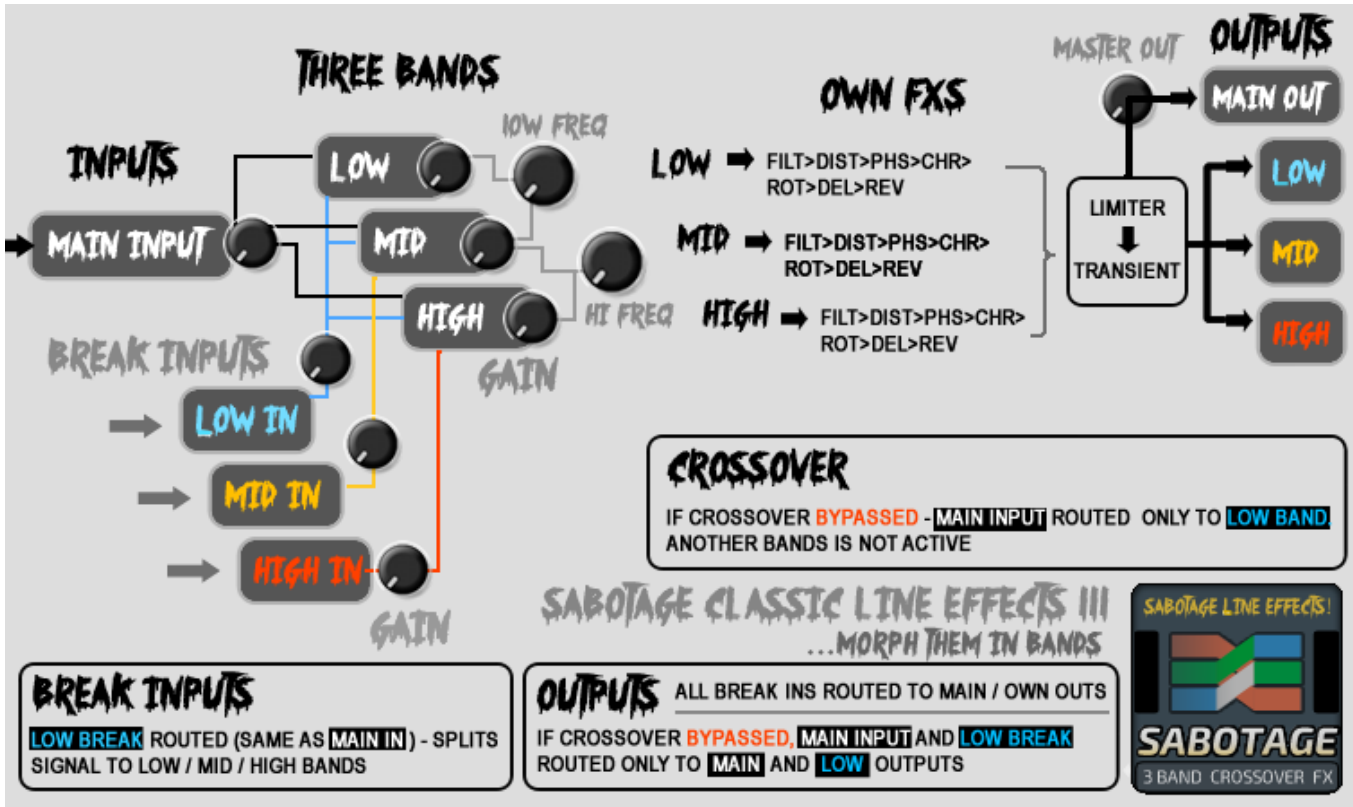 THREE BANDS
INPUTS
MAIN INPUT
LOW
MID
HIGH
lOW FREQ
HI FREQ
GAIN
BREAK INPUTS
LOW IN
MID IN
HIGH IN
GAIN
OWN FXS
LOW
FILT>DIST>PHS>CHR>
ROT>DEL>REV
MID
FILT>DIST>PHS>CHR>
ROT>DEL>REV
HIGH
FILT>DIST>PHS>CHR>
ROT>DEL>REV
MASTER OUT
LIMITER
TRANSIENT
OUTPUTS
MAIN OUT
LOW
MID
HIGH
CROSSOVER
IF CROSSOVER BYPASSED - MAIN INPUT ROUTED ONLY TO LOW BAND.
ANOTHER BANDS IS NOT ACTIVE
SABOTAGE CLASSIC LINE EFFECTS III
...MORPH THEM IN BANDS
BREAK INPUTS
LOW BREAK ROUTED (SAME AS MAIN IN) - SPLITS
SIGNAL TO LOW / MID / HIGH BANDS
OUTPUTS ALL BREAK INS ROUTED TO MAIN / OWN OUTS
IF CROSSOVER BYPASSED, MAIN INPUT AND LOW BREAK
ROUTED ONLY TO MAIN AND LOW OUTPUTS
SABOTAGE LINE EFFECTS!
SABOTAGE
3 BAND CROSSOVER FX